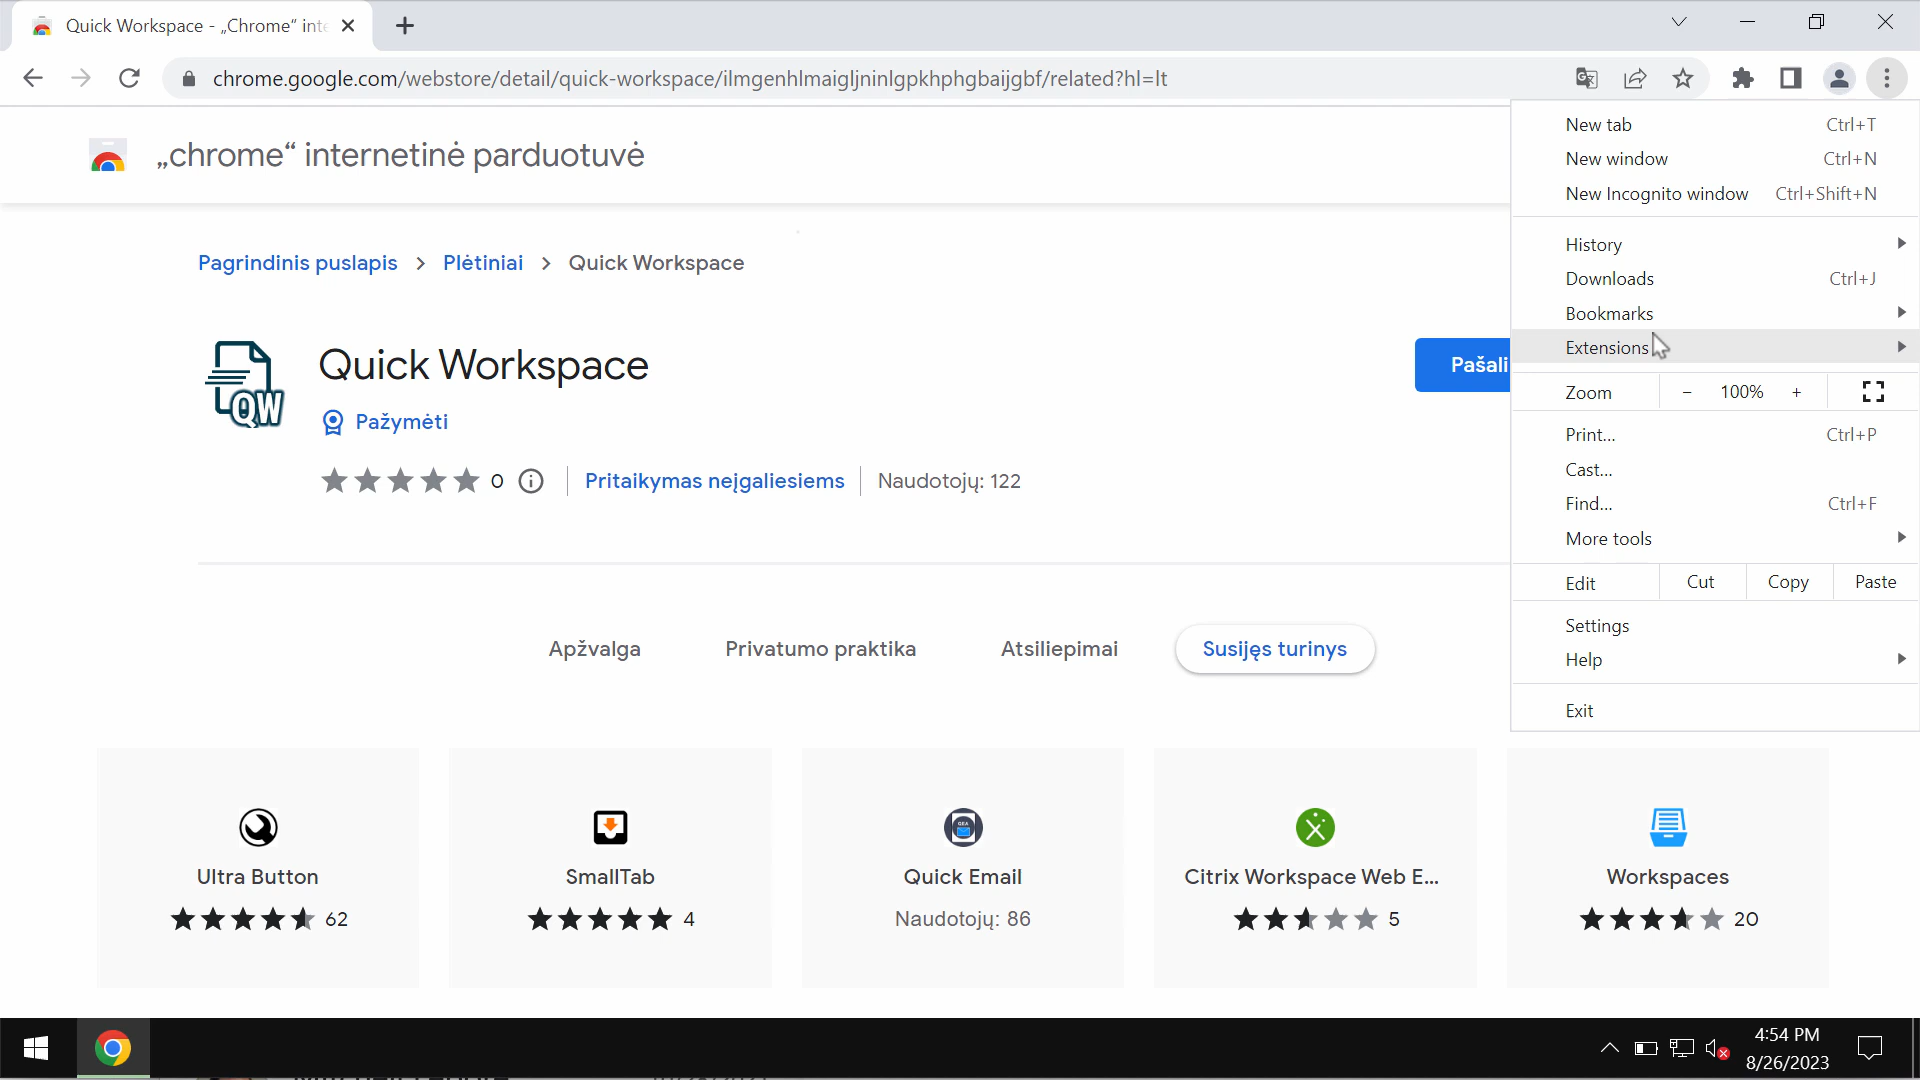 Quick Workspace - „Chrome“ inte
chrome.google.com/webstore/detail/quick-workspace/ilmgenhlmaigljninlgpkhphgbaijgbf/related?hl=lt
„chrome“ internetinė parduotuvė
Pagrindinis puslapis > Plėtiniai > Quick Workspace
QW
Quick Workspace
Pašali
Pažymėti
0 Pritaikymas neįgaliesiems Naudotojų: 122
Apžvalga Privatumo praktika Atsiliepimai Susijęs turinys
New tab Ctrl+T
New window Ctrl+N
New Incognito window Ctrl+Shift+N
History
Downloads Ctrl+J
Bookmarks
Extensions
Zoom - 100% +
Print... Ctrl+P
Cast...
Find... Ctrl+F
More tools
Edit Cut Copy Paste
Settings
Help
Exit
Ultra Button SmallTab Quick Email Citrix Workspace Web E... Workspaces
62 4 Naudotojų: 86 5 20
4:54 PM
8/26/2023